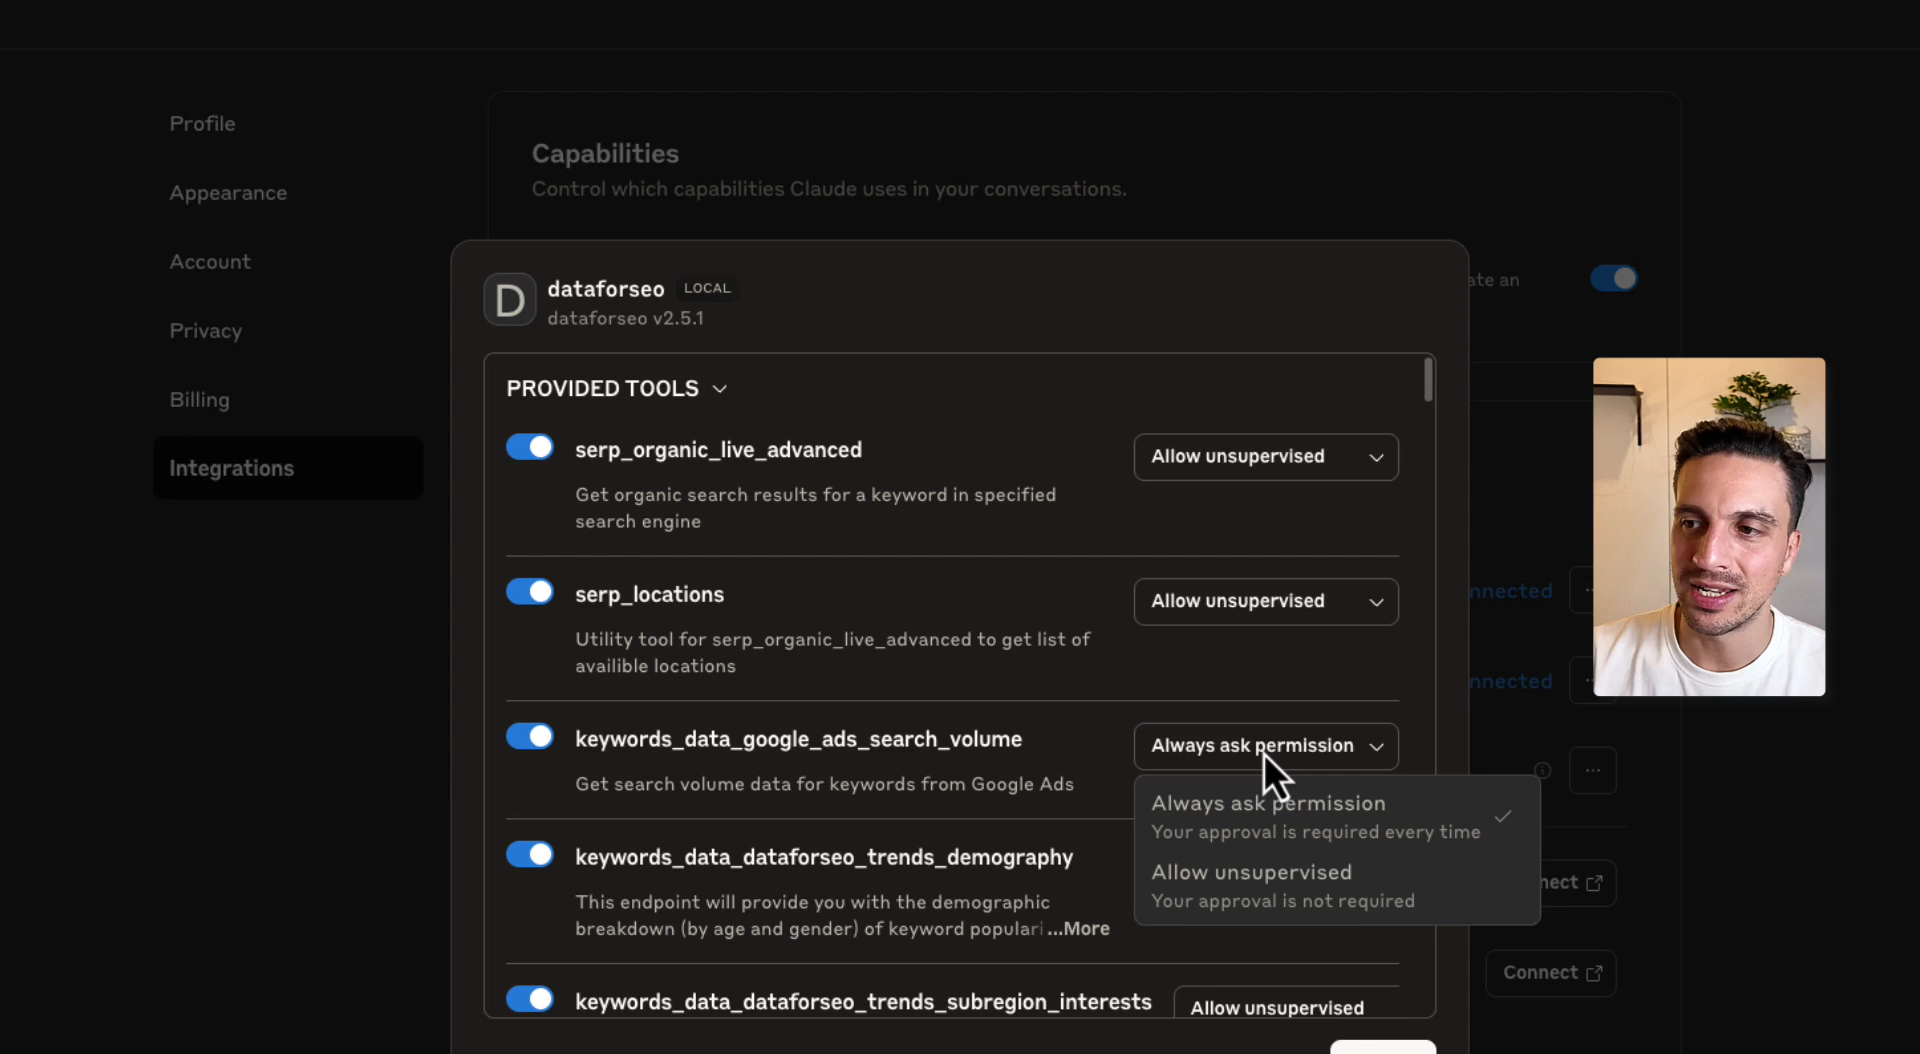 Profile
Appearance
Account
Privacy
Billing
Integrations
Capabilities
Control which capabilities Claude uses in your conversations.
ate an
D
dataforseo LOCAL
dataforseo v2.5.1
PROVIDED TOOLS
serp_organic_live_advanced
Allow unsupervised
Get organic search results for a keyword in specified
search engine
serp_locations
Allow unsupervised
Utility tool for serp_organic_live_advanced to get list of
availible locations
nnected
nnected
keywords_data_google_ads_search_volume
Always ask permission
Get search volume data for keywords from Google Ads
Always ask permission
Your approval is required every time
Allow unsupervised
Your approval is not required
keywords_data_dataforseo_trends_demography
This endpoint will provide you with the demographic
breakdown (by age and gender) of keyword populari ...More
nect
Connect
keywords_data_dataforseo_trends_subregion_interests
Allow unsupervised